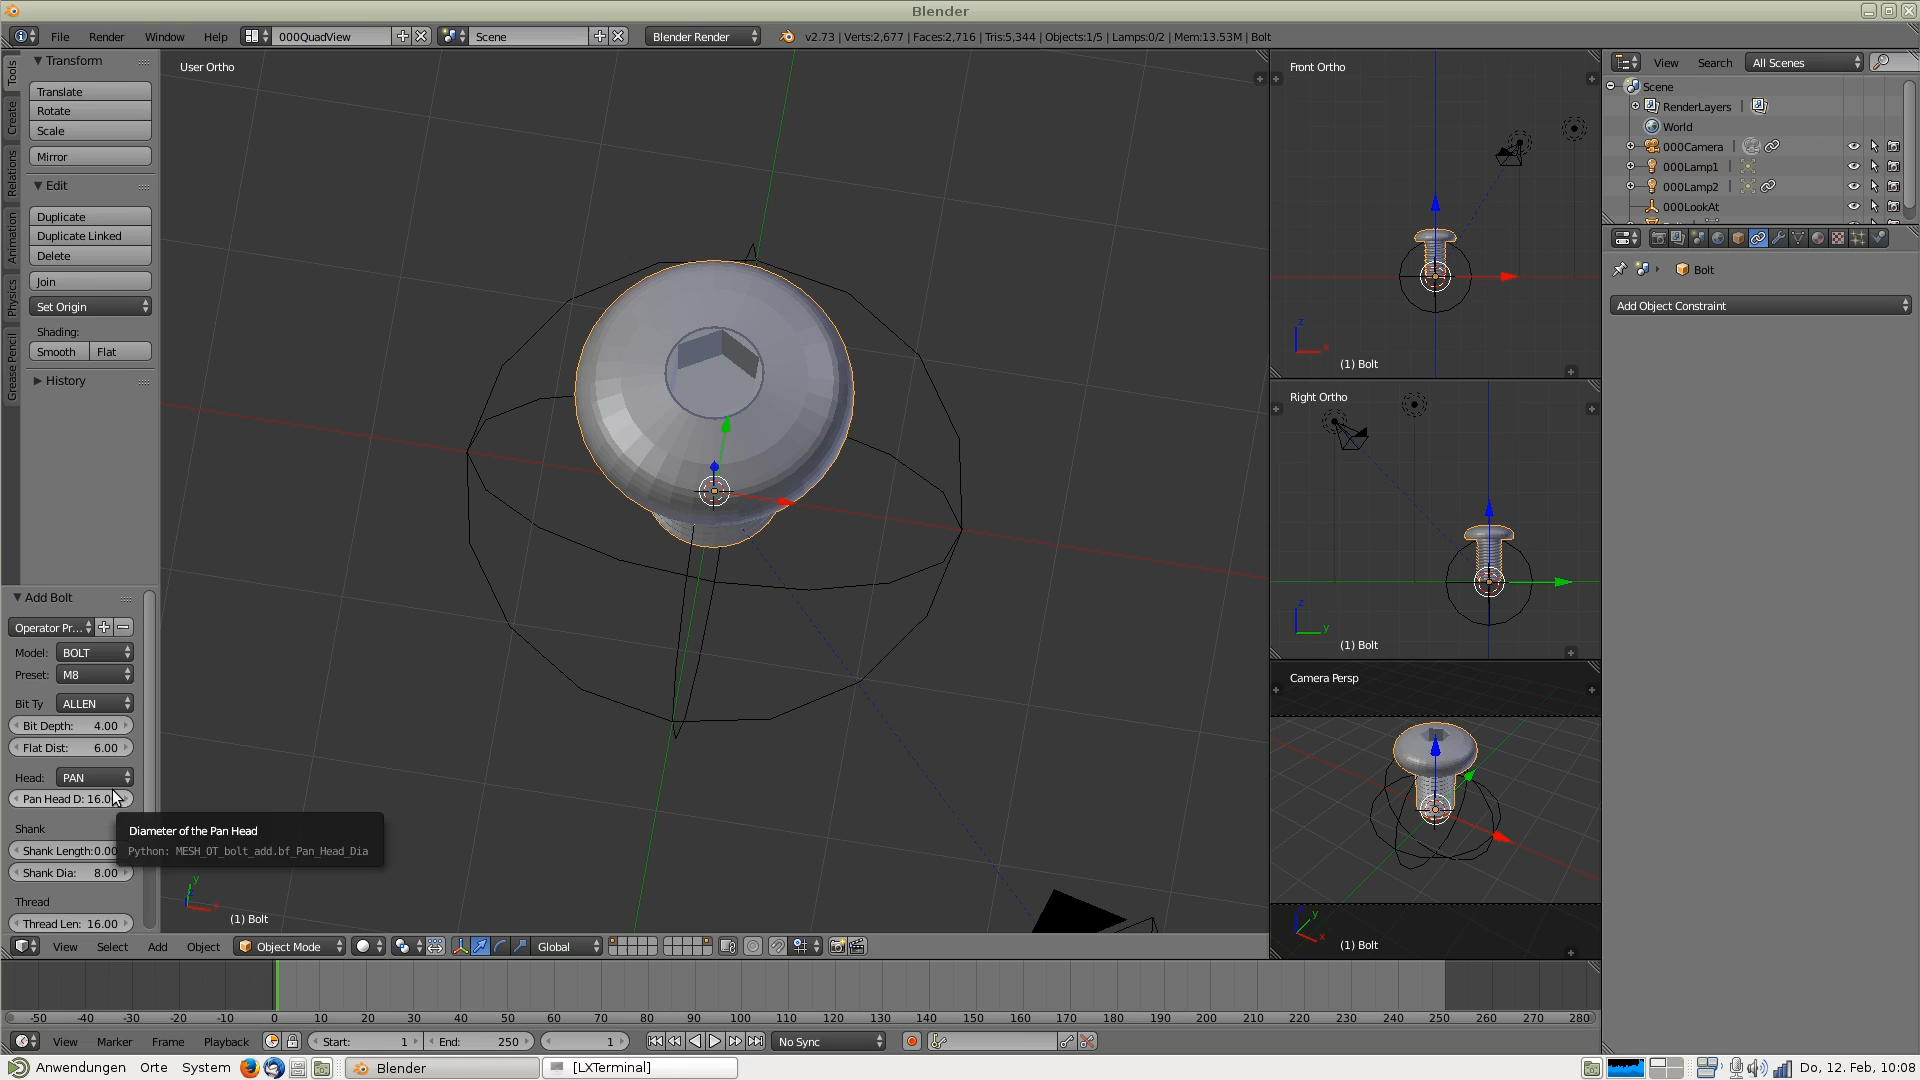 Blender
File Render Window Help 000QuadView Scene Blender Render v2.73 | Verts:2,677 | Faces:2,716 | Tris:5,344 | Objects:1/5 | Lamps:0/2 | Mem:13.53M | Bolt
Tools
Create
Relations
Animation
Physics
Grease Pencil
Transform
Translate
Rotate
Scale
Mirror
Edit
Duplicate
Duplicate Linked
Delete
Join
Set Origin
Shading:
Smooth Flat
History
Add Bolt
Operator Pr...
Model: BOLT
Preset: M8
Bit Ty ALLEN
Bit Depth: 4.00
Flat Dist: 6.00
Head: PAN
Pan Head D: 16.0
Diameter of the Pan Head
Python: MESH_OT_bolt_add.bf_Pan_Head_Dia
Shank
Shank Length:0.00
Shank Dia: 8.00
Thread
Thread Len: 16.00
User Ortho
y
(1) Bolt
Front Ortho
z
x
(1) Bolt
Right Ortho
z
y
(1) Bolt
Camera Persp
y
x
(1) Bolt
View Search All Scenes
Scene
RenderLayers |
World
000Camera |
000Lamp1 |
000Lamp2 |
000LookAt
Bolt
Add Object Constraint
View Select Add Object Object Mode Global
-50 -40 -30 -20 -10 0 10 20 30 40 50 60 70 80 90 100 110 120 130 140 150 160 170 180 190 200 210 220 230 240 250 260 270 280
View Marker Frame Playback Start: 1 End: 250 1 No Sync
Anwendungen Orte System Blender [LXTerminal] Do, 12. Feb, 10:08